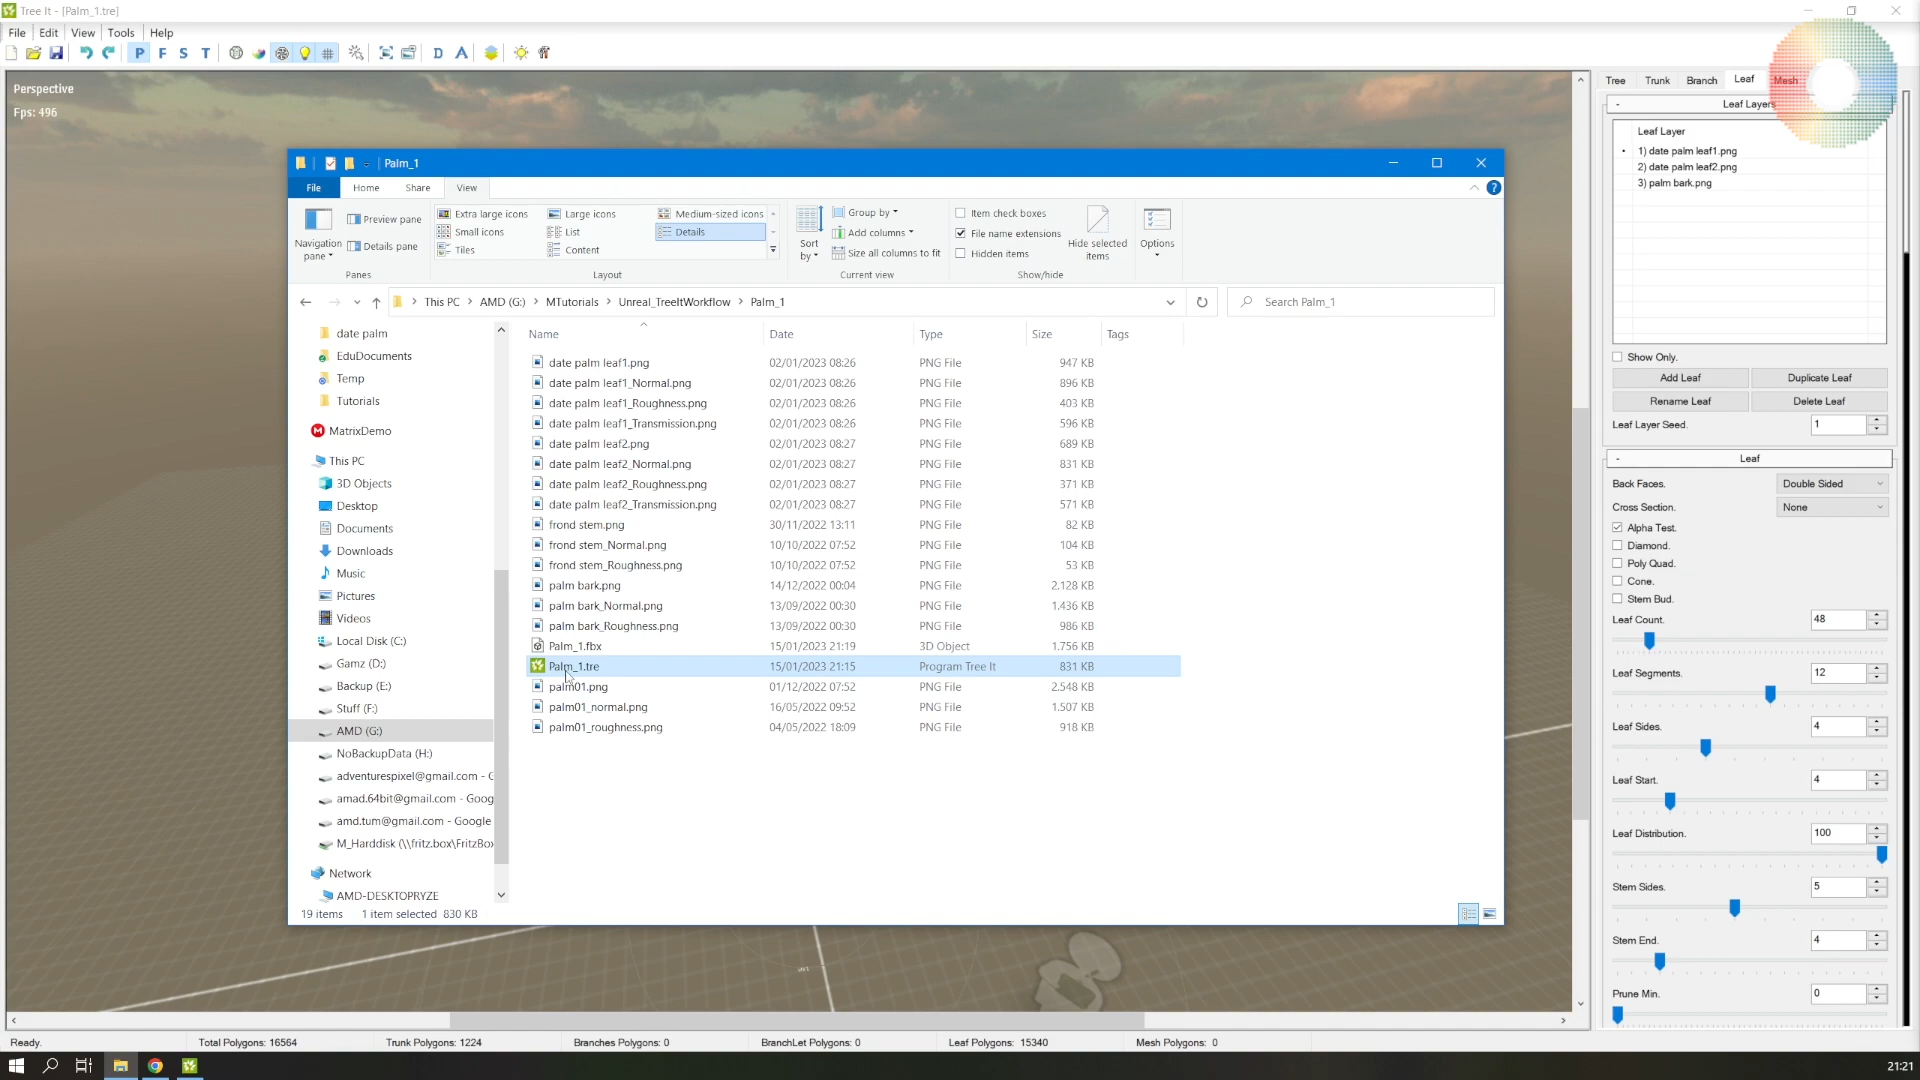 Tree It - [Palm_1.tre]
File Edit View Tools Help
P F S T D A
Perspective
Fps: 496
Palm_1
File Home Share View
Navigation pane
Preview pane
Details pane
Panes
Extra large icons Large icons Medium-sized icons
Small icons List Details
Tiles Content
Layout
Sort by
Group by
Add columns
Size all columns to fit
Current view
Item check boxes
File name extensions
Hidden items
Hide selected items
Show/hide
Options
This PC > AMD (G:) > MTutorials > Unreal_TreeItWorkflow > Palm_1
Search Palm_1
date palm
EduDocuments
Temp
Tutorials
MatrixDemo
This PC
3D Objects
Desktop
Documents
Downloads
Music
Pictures
Videos
Local Disk (C:)
Gamz (D:)
Backup (E:)
Stuff (F:)
AMD (G:)
NoBackupData (H:)
adventurespixel@gmail.com - G
amad.64bit@gmail.com - Goog
amd.tum@gmail.com - Google
M_Harddisk (\\fritz.box\FritzBo
Network
AMD-DESKTOPRYZE
Name Date Type Size Tags
date palm leaf1.png 02/01/2023 08:26 PNG File 947 KB
date palm leaf1_Normal.png 02/01/2023 08:26 PNG File 896 KB
date palm leaf1_Roughness.png 02/01/2023 08:26 PNG File 403 KB
date palm leaf1_Transmission.png 02/01/2023 08:26 PNG File 596 KB
date palm leaf2.png 02/01/2023 08:27 PNG File 689 KB
date palm leaf2_Normal.png 02/01/2023 08:27 PNG File 831 KB
date palm leaf2_Roughness.png 02/01/2023 08:27 PNG File 371 KB
date palm leaf2_Transmission.png 02/01/2023 08:27 PNG File 571 KB
frond stem.png 30/11/2022 13:11 PNG File 82 KB
frond stem_Normal.png 10/10/2022 07:52 PNG File 104 KB
frond stem_Roughness.png 10/10/2022 07:52 PNG File 53 KB
palm bark.png 14/12/2022 00:04 PNG File 2.128 KB
palm bark_Normal.png 13/09/2022 00:30 PNG File 1.436 KB
palm bark_Roughness.png 13/09/2022 00:30 PNG File 986 KB
Palm_1.fbx 15/01/2023 21:19 3D Object 1.756 KB
Palm_1.tre 15/01/2023 21:15 Program Tree It 831 KB
palm01.png 01/12/2022 07:52 PNG File 2.548 KB
palm01_normal.png 16/05/2022 09:52 PNG File 1.507 KB
palm01_roughness.png 04/05/2022 18:09 PNG File 918 KB
19 items 1 item selected 830 KB
Tree Trunk Branch Leaf Mesh
- Leaf Layers
Leaf Layer
1) date palm leaf1.png
2) date palm leaf2.png
3) palm bark.png
Show Only.
Add Leaf Duplicate Leaf
Rename Leaf Delete Leaf
Leaf Layer Seed. 1
- Leaf
Back Faces. Double Sided
Cross Section. None
Alpha Test.
Diamond.
Poly Quad.
Cone.
Stem Bud.
Leaf Count. 48
Leaf Segments. 12
Leaf Sides. 4
Leaf Start. 4
Leaf Distribution. 100
Stem Sides. 5
Stem End. 4
Prune Min. 0
Ready. Total Polygons: 16564 Trunk Polygons: 1224 Branches Polygons: 0 BranchLet Polygons: 0 Leaf Polygons: 15340 Mesh Polygons: 0
21:21